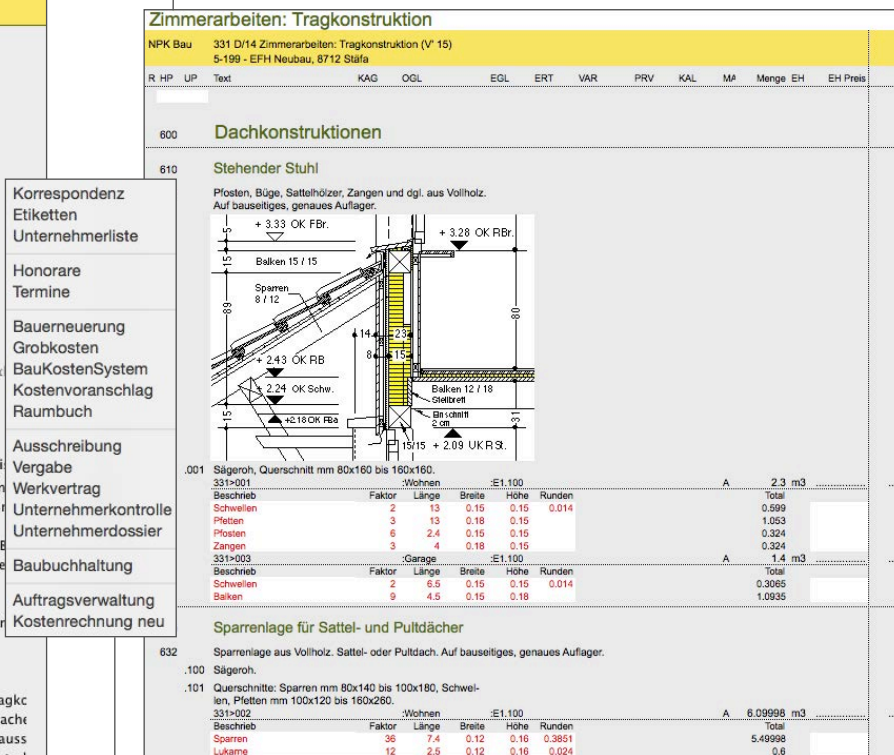 Zimmerarbeiten: Tragkonstruktion
NPK Bau 331 D/14 Zimmerarbeiten: Tragkonstruktion (V' 15)
5-199 - EFH Neubau, 8712 Stäfa
R HP UP Text KAG OGL EGL ERT VAR PRV KAL Menge EH EH Preis
600 Dachkonstruktionen
610 Stehender Stuhl
Pfosten, Büge, Sattelhölzer, Zangen und dgl. aus Vollholz.
Auf bauseitiges, genaues Auflager.
Korrespondenz
Etiketten
Unternehmerliste
Honorare
Termine
Bauerneuerung
Grobkosten
BauKostenSystem
Kostenvoranschlag
Raumbuch
Ausschreibung
Vergabe
Werkvertrag
Unternehmerkontrolle
Unternehmerdossier
Baubuchhaltung
Auftragsverwaltung
Kostenrechnung neu
5
+ 3.33 OK FBr.
+ 3.28 OK RBr.
15
Balken 15 / 15
Sparren
8 / 12
89
80
14 23
8 15
+ 2.43 OK RB
+ 2.24 OK Schw.
Balken 12 / 18
Stellbrett
Einschnitt
2 cm
15
+2.18 OK FBa
31
15/15 + 2.09 UK R St.
.001 Sägeroh, Querschnitt mm 80x160 bis 160x160.
331>001 :Wohnen :E1.100 A 2.3 m3
Beschrieb Faktor Länge Breite Höhe Runden Total
Schwellen 2 13 0.15 0.15 0.014 0.599
Pfetten 3 13 0.18 0.15 1.053
Pfosten 6 2.4 0.15 0.15 0.324
Zangen 3 4 0.18 0.15 0.324
331>003 :Garage :E1.100 A 1.4 m3
Beschrieb Faktor Länge Breite Höhe Runden Total
Schwellen 2 6.5 0.15 0.15 0.014 0.3065
Balken 9 4.5 0.15 0.18 1.0935
Sparrenlage für Sattel- und Pultdächer
632 Sparrenlage aus Vollholz. Sattel- oder Pultdach. Auf bauseitiges, genaues Auflager.
.100 Sägeroh.
.101 Querschnitte: Sparren mm 80x140 bis 100x180, Schwel-
len, Pfetten mm 100x120 bis 160x260.
331>002 :Wohnen :E1.100 A 6.09998 m3
Beschrieb Faktor Länge Breite Höhe Runden Total
Sparren 36 7.4 0.12 0.16 0.3851 5.49998
Lukarne 12 2.5 0.12 0.16 0.024 0.6